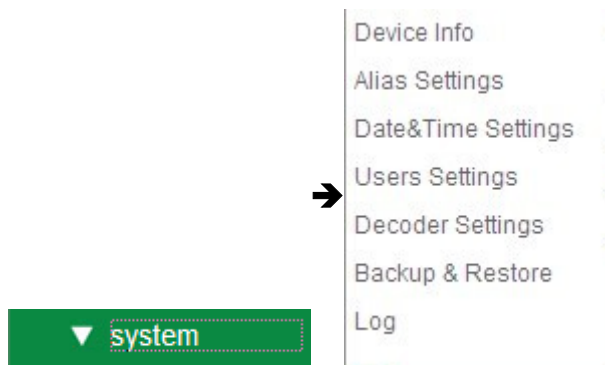 Device Info
Alias Settings
Date&Time Settings
Users Settings
Decoder Settings
Backup & Restore
Log
system